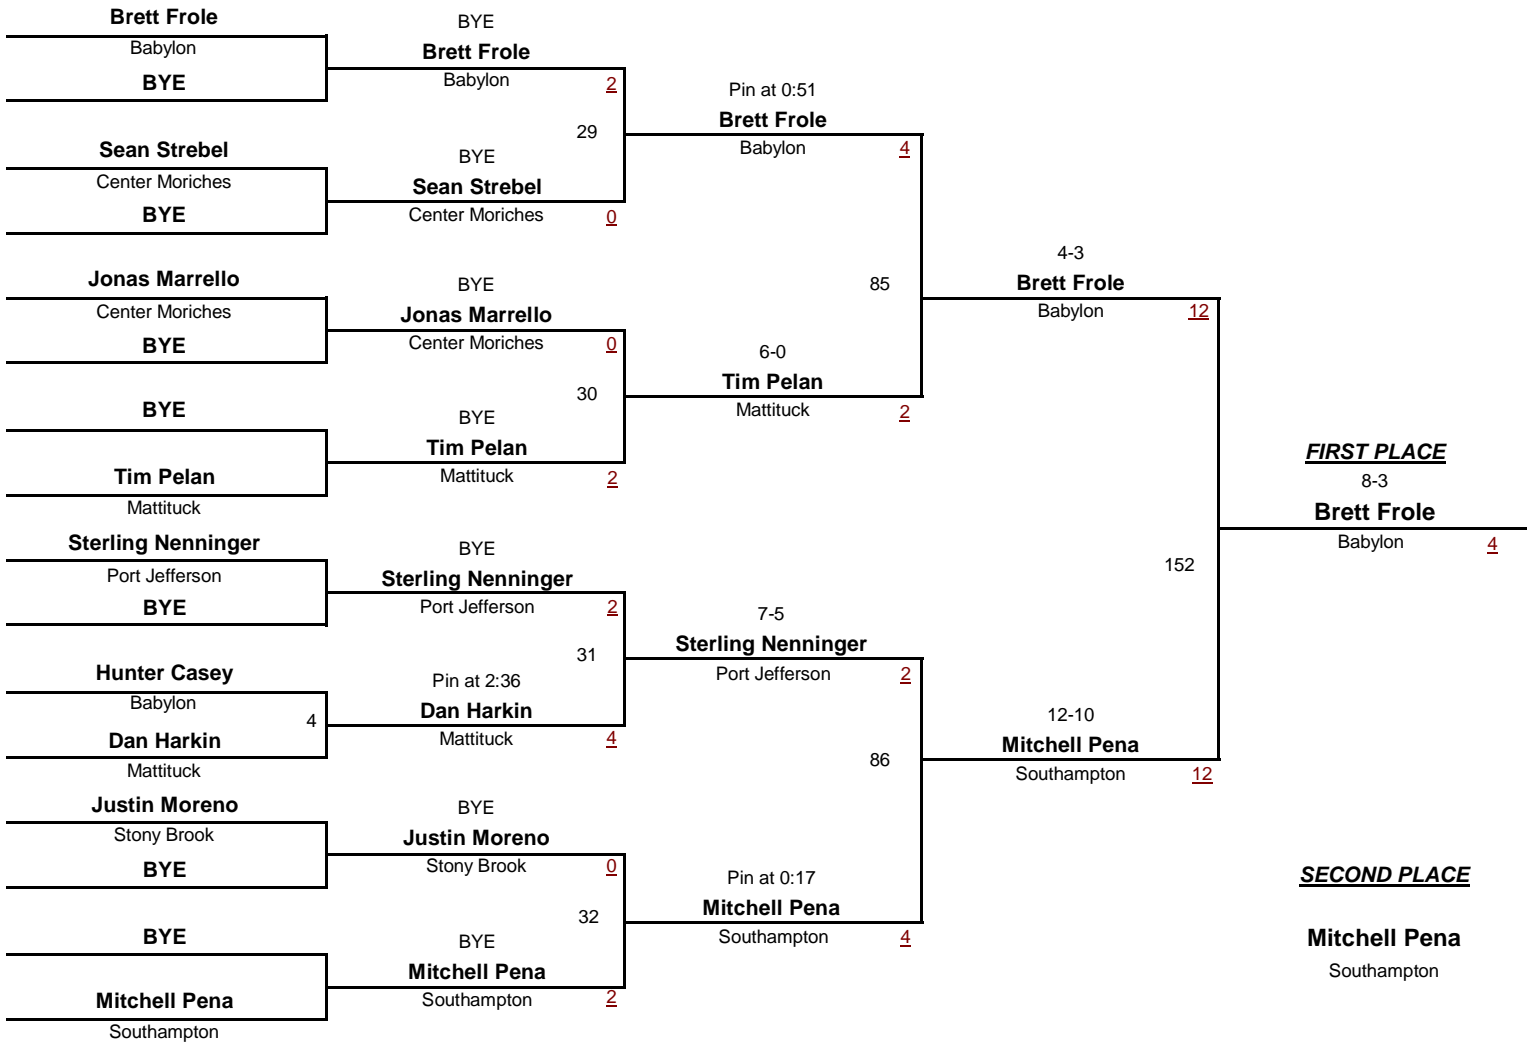 Brett Frole
Babylon
BYE
Sean Strebel
Center Moriches
BYE
Jonas Marrello
Center Moriches
BYE
BYE
Tim Pelan
Mattituck
Sterling Nenninger
Port Jefferson
BYE
Hunter Casey
Babylon
4
Dan Harkin
Mattituck
Justin Moreno
Stony Brook
BYE
BYE
Mitchell Pena
Southampton
BYE
Brett Frole
Babylon
2
29
BYE
Sean Strebel
Center Moriches
0
BYE
Jonas Marrello
Center Moriches
0
30
BYE
Tim Pelan
Mattituck
2
BYE
Sterling Nenninger
Port Jefferson
2
31
Pin at 2:36
Dan Harkin
Mattituck
4
BYE
Justin Moreno
Stony Brook
0
32
BYE
Mitchell Pena
Southampton
2
Pin at 0:51
Brett Frole
Babylon
4
85
6-0
Tim Pelan
Mattituck
2
7-5
Sterling Nenninger
Port Jefferson
2
86
Pin at 0:17
Mitchell Pena
Southampton
4
4-3
Brett Frole
Babylon
12
152
12-10
Mitchell Pena
Southampton
12
FIRST PLACE
8-3
Brett Frole
Babylon
4
SECOND PLACE
Mitchell Pena
Southampton